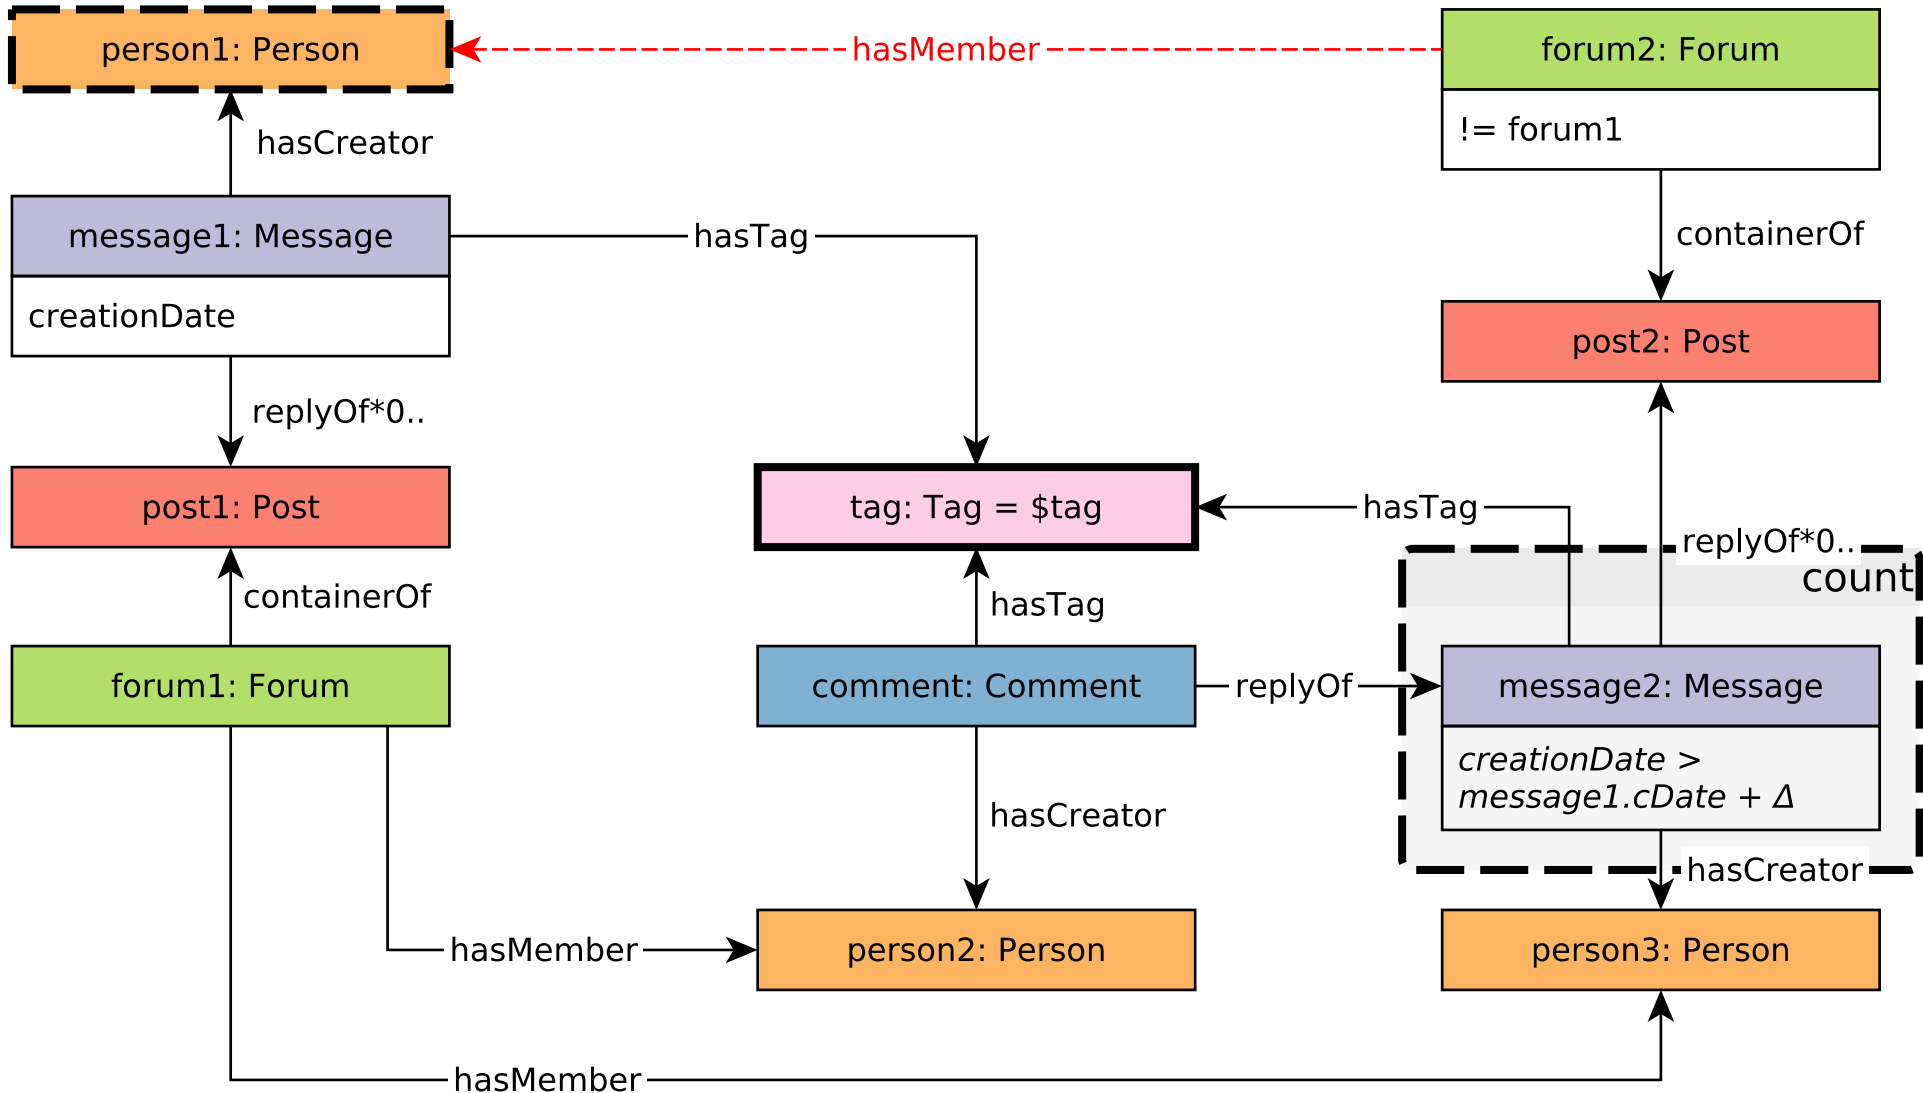 person1: Person
hasMember
forum2: Forum
!= forum1
hasCreator
message1: Message
hasTag
containerOf
creationDate
post2: Post
replyOf*0..
post1: Post
tag: Tag = $tag
hasTag
replyOf*0..
count
containerOf
hasTag
forum1: Forum
comment: Comment
replyOf
message2: Message
creationDate >
message1.cDate + Δ
hasCreator
hasCreator
hasMember
person2: Person
person3: Person
hasMember